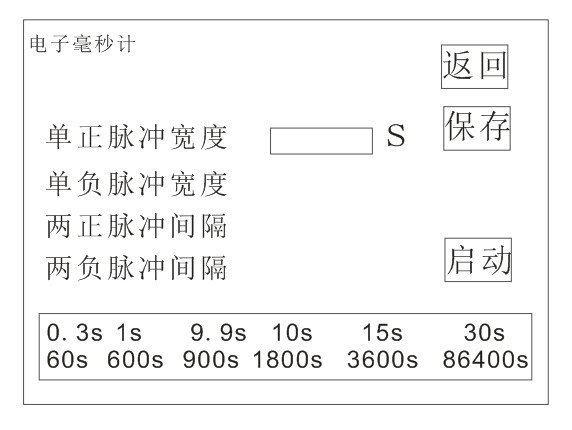 电子毫秒计
返回
单正脉冲宽度 S
保存
单负脉冲宽度
两正脉冲间隔
两负脉冲间隔
启动
0.3s 1s 9.9s 10s 15s 30s
60s 600s 900s 1800s 3600s 86400s